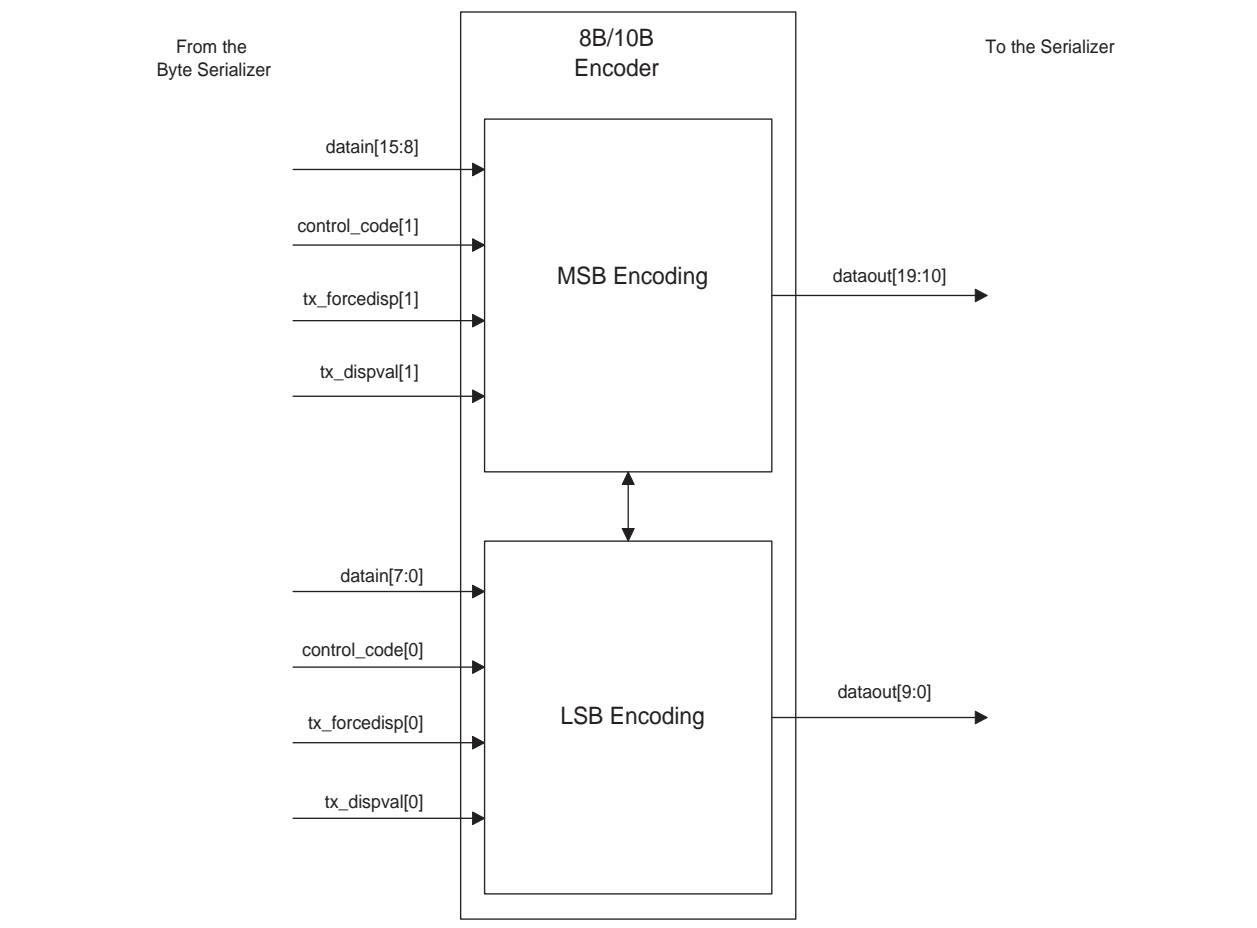 From the
Byte Serializer
8B/10B
Encoder
To the Serializer
datain[15:8]
control_code[1]
tx_forcedisp[1]
tx_dispval[1]
MSB Encoding
dataout[19:10]
datain[7:0]
control_code[0]
tx_forcedisp[0]
tx_dispval[0]
LSB Encoding
dataout[9:0]